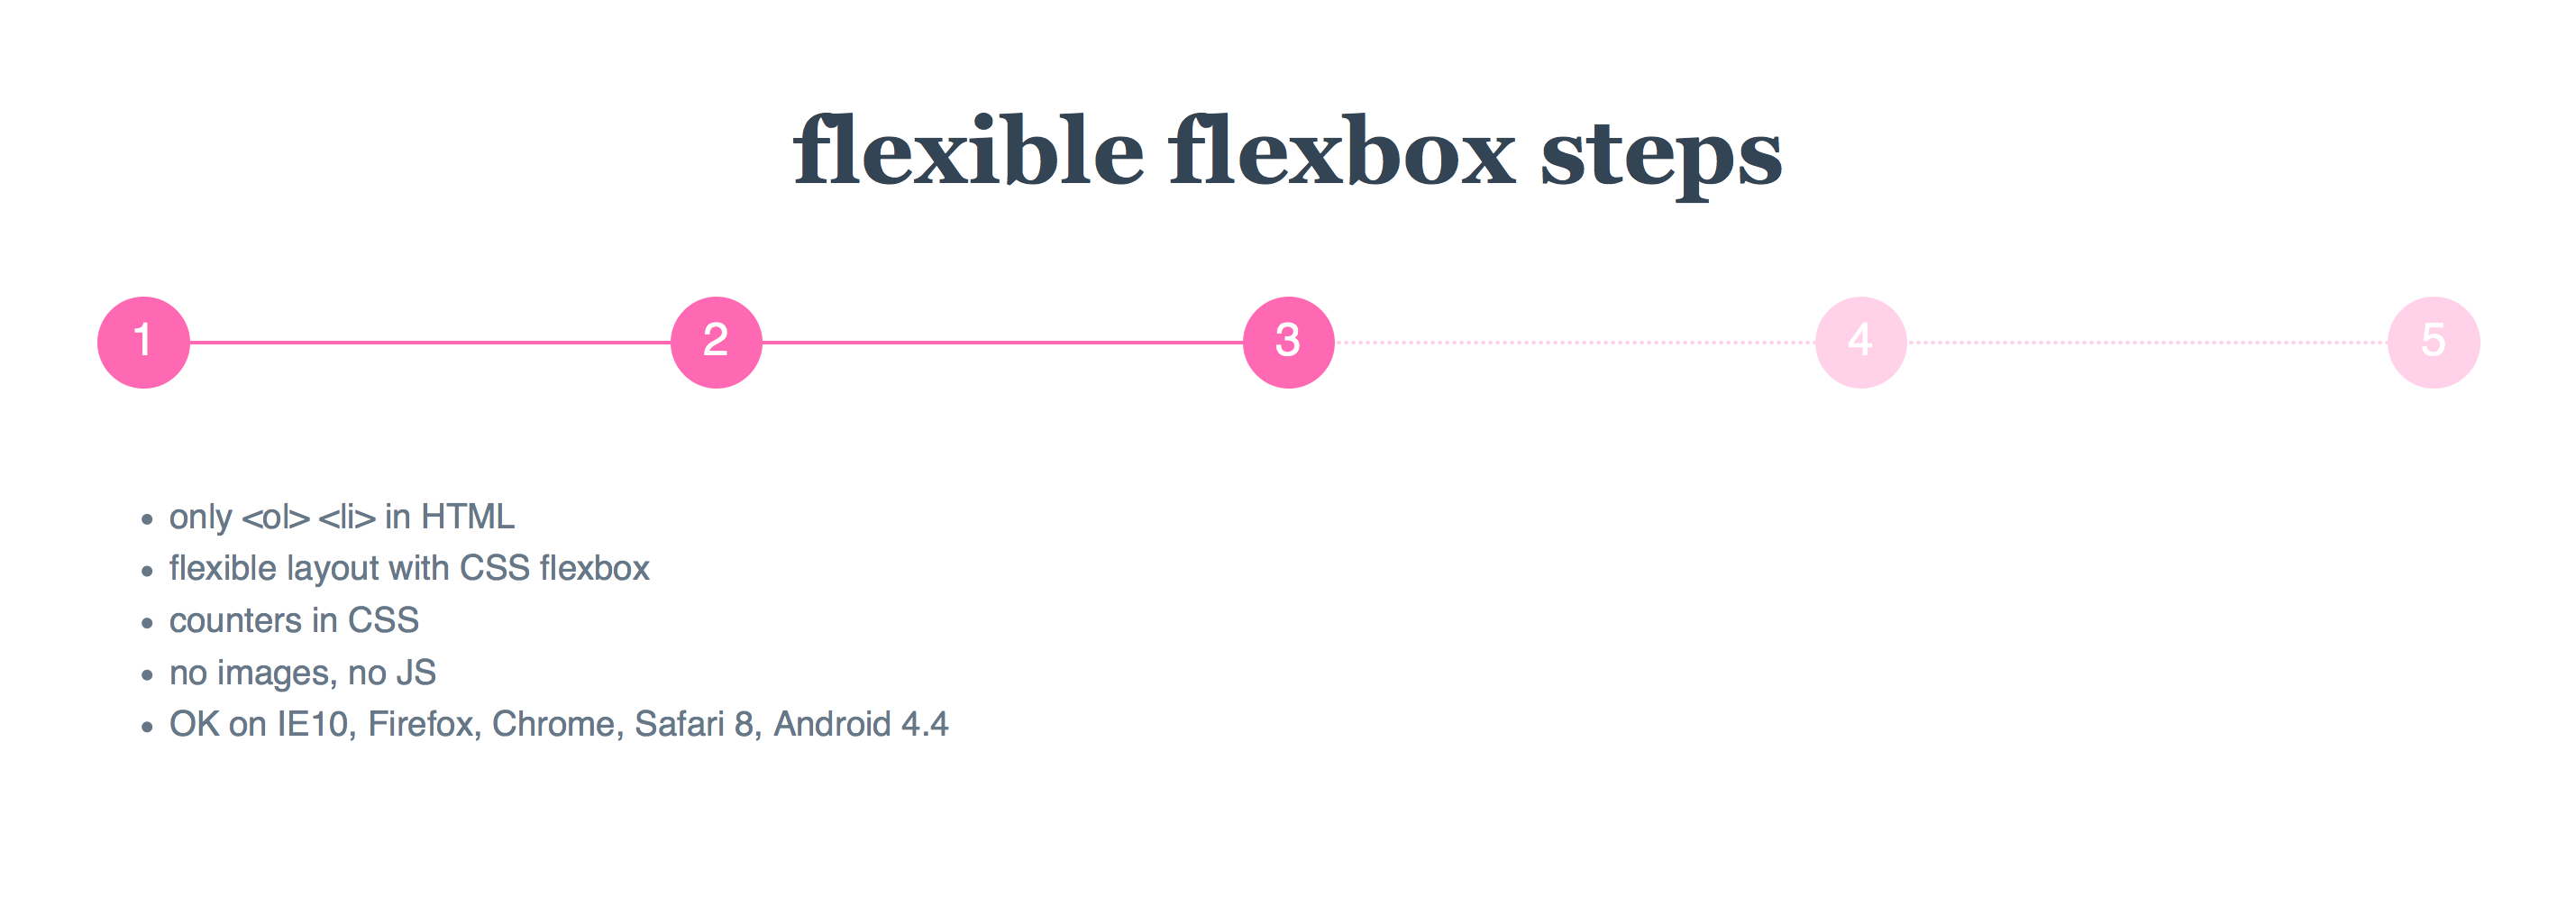 flexible flexbox steps
1 2 3 4 5
only <ol> <li> in HTML
flexible layout with CSS flexbox
counters in CSS
no images, no JS
OK on IE10, Firefox, Chrome, Safari 8, Android 4.4